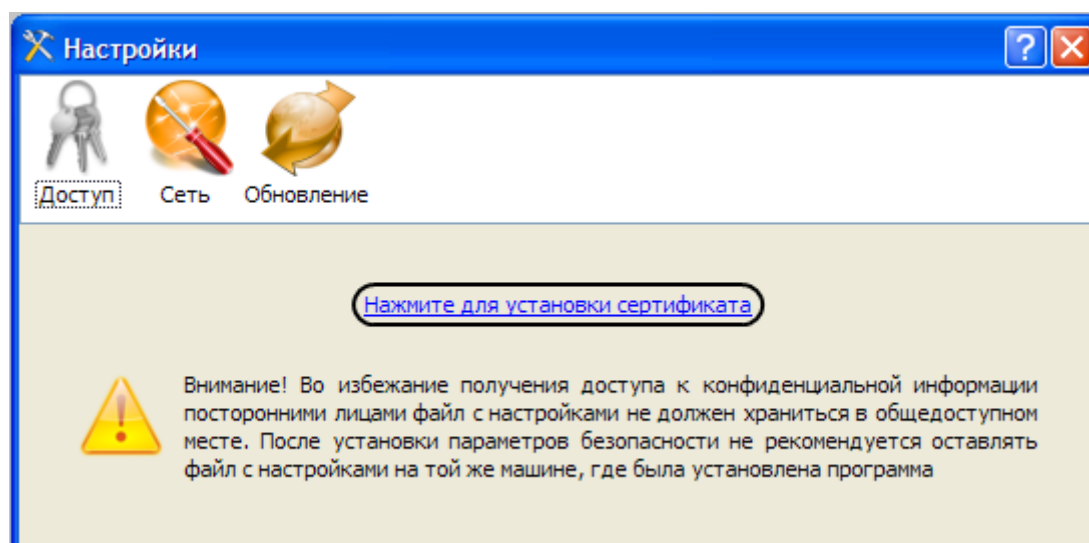 Настройки
Доступ Сеть Обновление
Нажмите для установки сертификата
Внимание! Во избежание получения доступа к конфиденциальной информации
посторонними лицами файл с настройками не должен храниться в общедоступном
месте. После установки параметров безопасности не рекомендуется оставлять
файл с настройками на той же машине, где была установлена программа